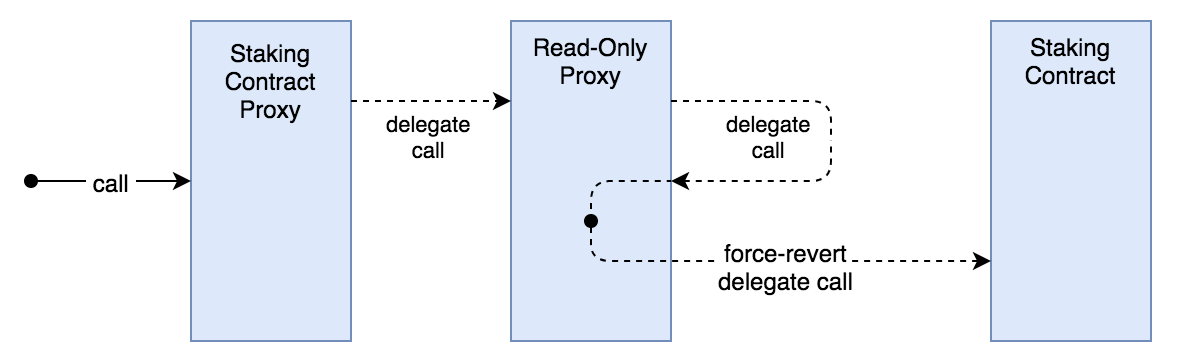 Staking
Contract
Proxy
Read-Only
Proxy
Staking
Contract
delegate
call
delegate
call
call
force-revert
delegate call